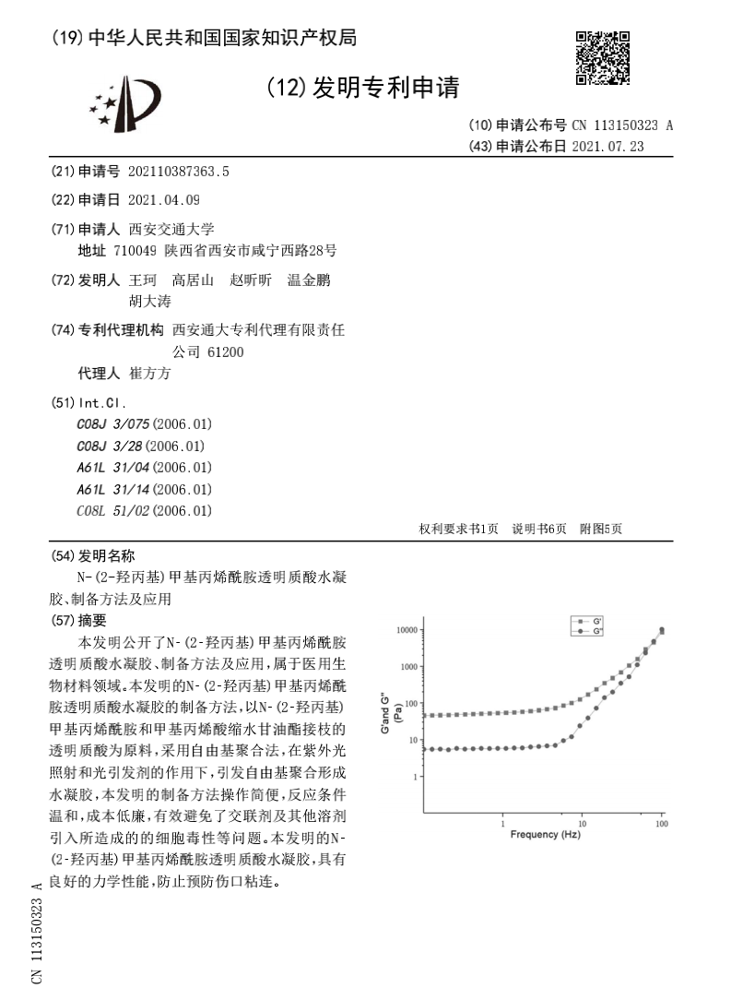 (19)中华人民共和国国家知识产权局
(12)发明专利申请
(10)申请公布号 CN 113150323 A
(43)申请公布日 2021.07.23
(21)申请号 202110387363.5
(22)申请日 2021.04.09
(71)申请人 西安交通大学
地址 710049 陕西省西安市咸宁西路28号
(72)发明人 王珂 高居山 赵昕昕 温金鹏
胡大涛
(74)专利代理机构 西安通大专利代理有限责任
公司 61200
代理人 崔方方
(51)Int.Cl.
C08J 3/075(2006.01)
C08J 3/28(2006.01)
A61L 31/04(2006.01)
A61L 31/14(2006.01)
C08L 51/02(2006.01)
权利要求书1页 说明书6页 附图5页
(54)发明名称
N-(2-羟丙基)甲基丙烯酰胺透明质酸水凝
胶、制备方法及应用
(57)摘要
本发明公开了N-(2-羟丙基)甲基丙烯酰胺
透明质酸水凝胶、制备方法及应用,属于医用生
物材料领域。本发明的N-(2-羟丙基)甲基丙烯酰
胺透明质酸水凝胶的制备方法,以N-(2-羟丙基)
甲基丙烯酰胺和甲基丙烯酸缩水甘油酯接枝的
透明质酸为原料,采用自由基聚合法,在紫外光
照射和光引发剂的作用下,引发自由基聚合形成
水凝胶,本发明的制备方法操作简便,反应条件
温和,成本低廉,有效避免了交联剂及其他溶剂
引入所造成的的细胞毒性等问题。本发明的N-
(2-羟丙基)甲基丙烯酰胺透明质酸水凝胶,具有
良好的力学性能,防止预防伤口粘连。
G'
G"
10000
1000
100
10
1
G'and G"
(Pa)
1 10 100
Frequency (Hz)
CN 113150323 A